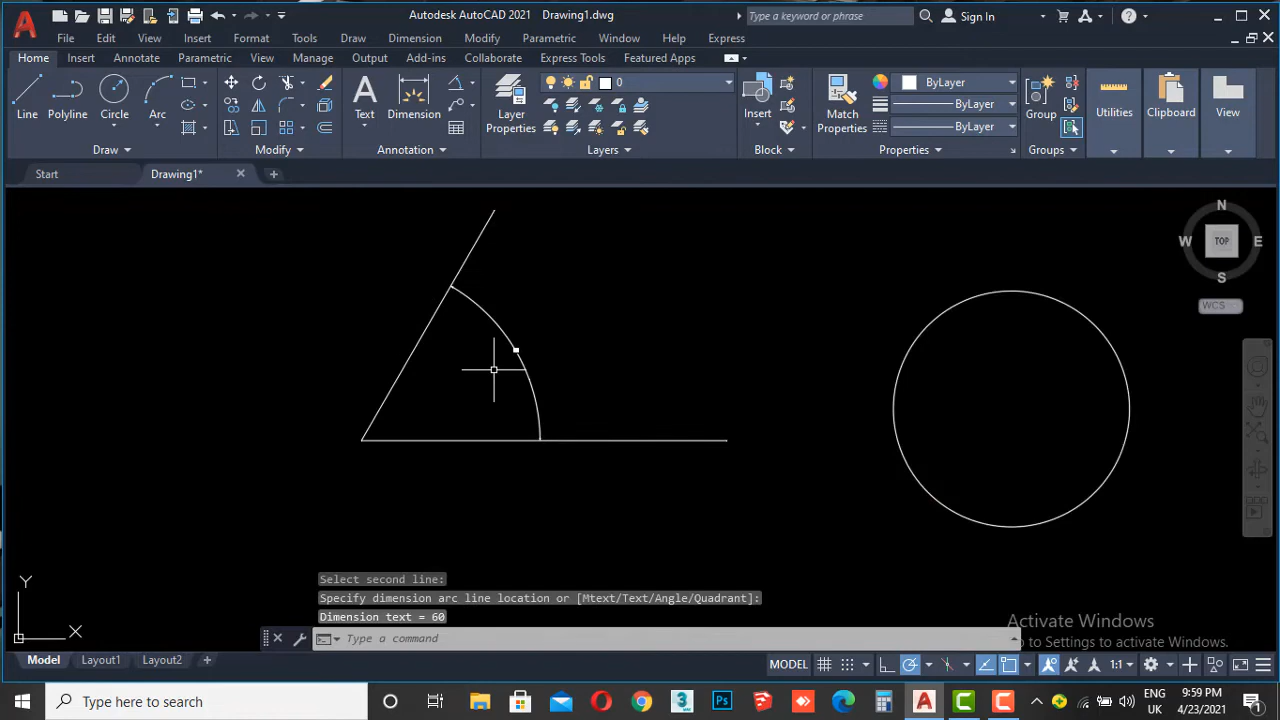 Autodesk AutoCAD 2021 Drawing1.dwg
Type a keyword or phrase
Sign In
File Edit View Insert Format Tools Draw Dimension Modify Parametric Window Help Express
Home Insert Annotate Parametric View Manage Output Add-ins Collaborate Express Tools Featured Apps
Line
Polyline
Circle
Arc
Draw
Modify
Text
Dimension
Annotation
Layer
Properties
0
Layers
Insert
Block
Match
Properties
ByLayer
ByLayer
ByLayer
Properties
Group
Groups
Utilities
Clipboard
View
Start
Drawing1*
N
W
TOP
E
S
WCS
Y
X
Select second line:
Specify dimension arc line location or [Mtext/Text/Angle/Quadrant]:
Dimension text = 60
Type a command
Activate Windows
to Settings to activate Windows.
Model Layout1 Layout2
MODEL
1:1
Type here to search
3
Ps
ENG
UK
9:59 PM
4/23/2021
1